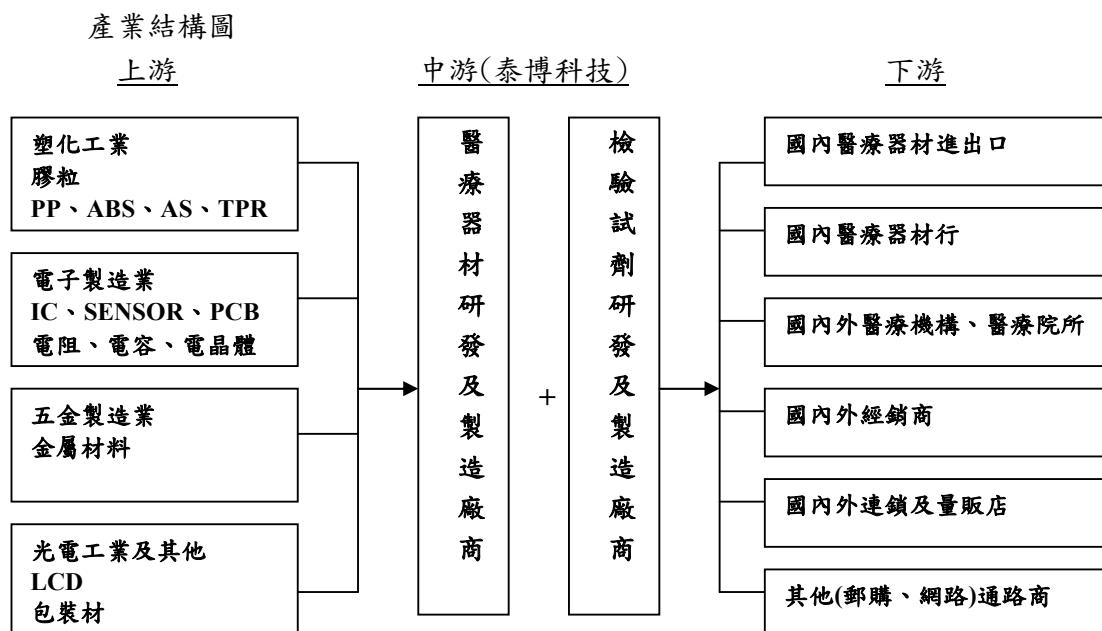 產業結構圖
上游
中游(泰博科技)
下游
塑化工業
膠粒
PP、ABS、AS、TPR
電子製造業
IC、SENSOR、PCB
電阻、電容、電晶體
五金製造業
金屬材料
光電工業及其他
LCD
包裝材
醫療器材研發及製造廠商
+
檢驗試劑研發及製造廠商
國內醫療器材進出口
國內醫療器材行
國內外醫療機構、醫療院所
國內外經銷商
國內外連鎖及量販店
其他(郵購、網路)通路商